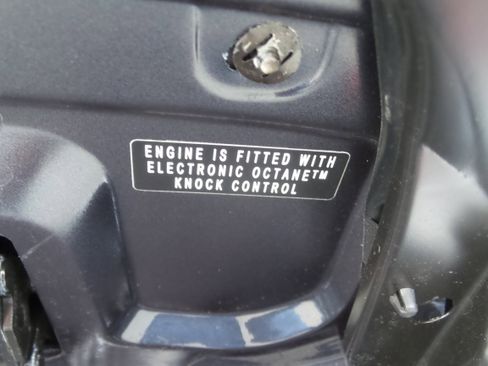 ENGINE IS FITTED WITH
ELECTRONIC OCTANE™
KNOCK CONTROL